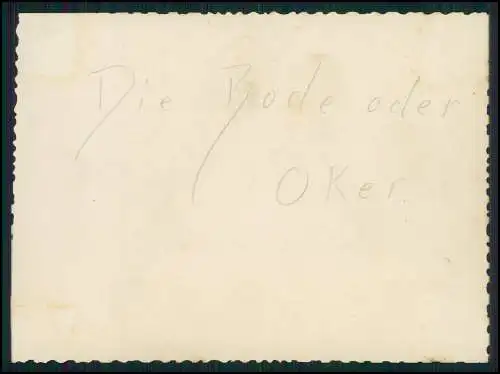 Die Bode oder
Oker.